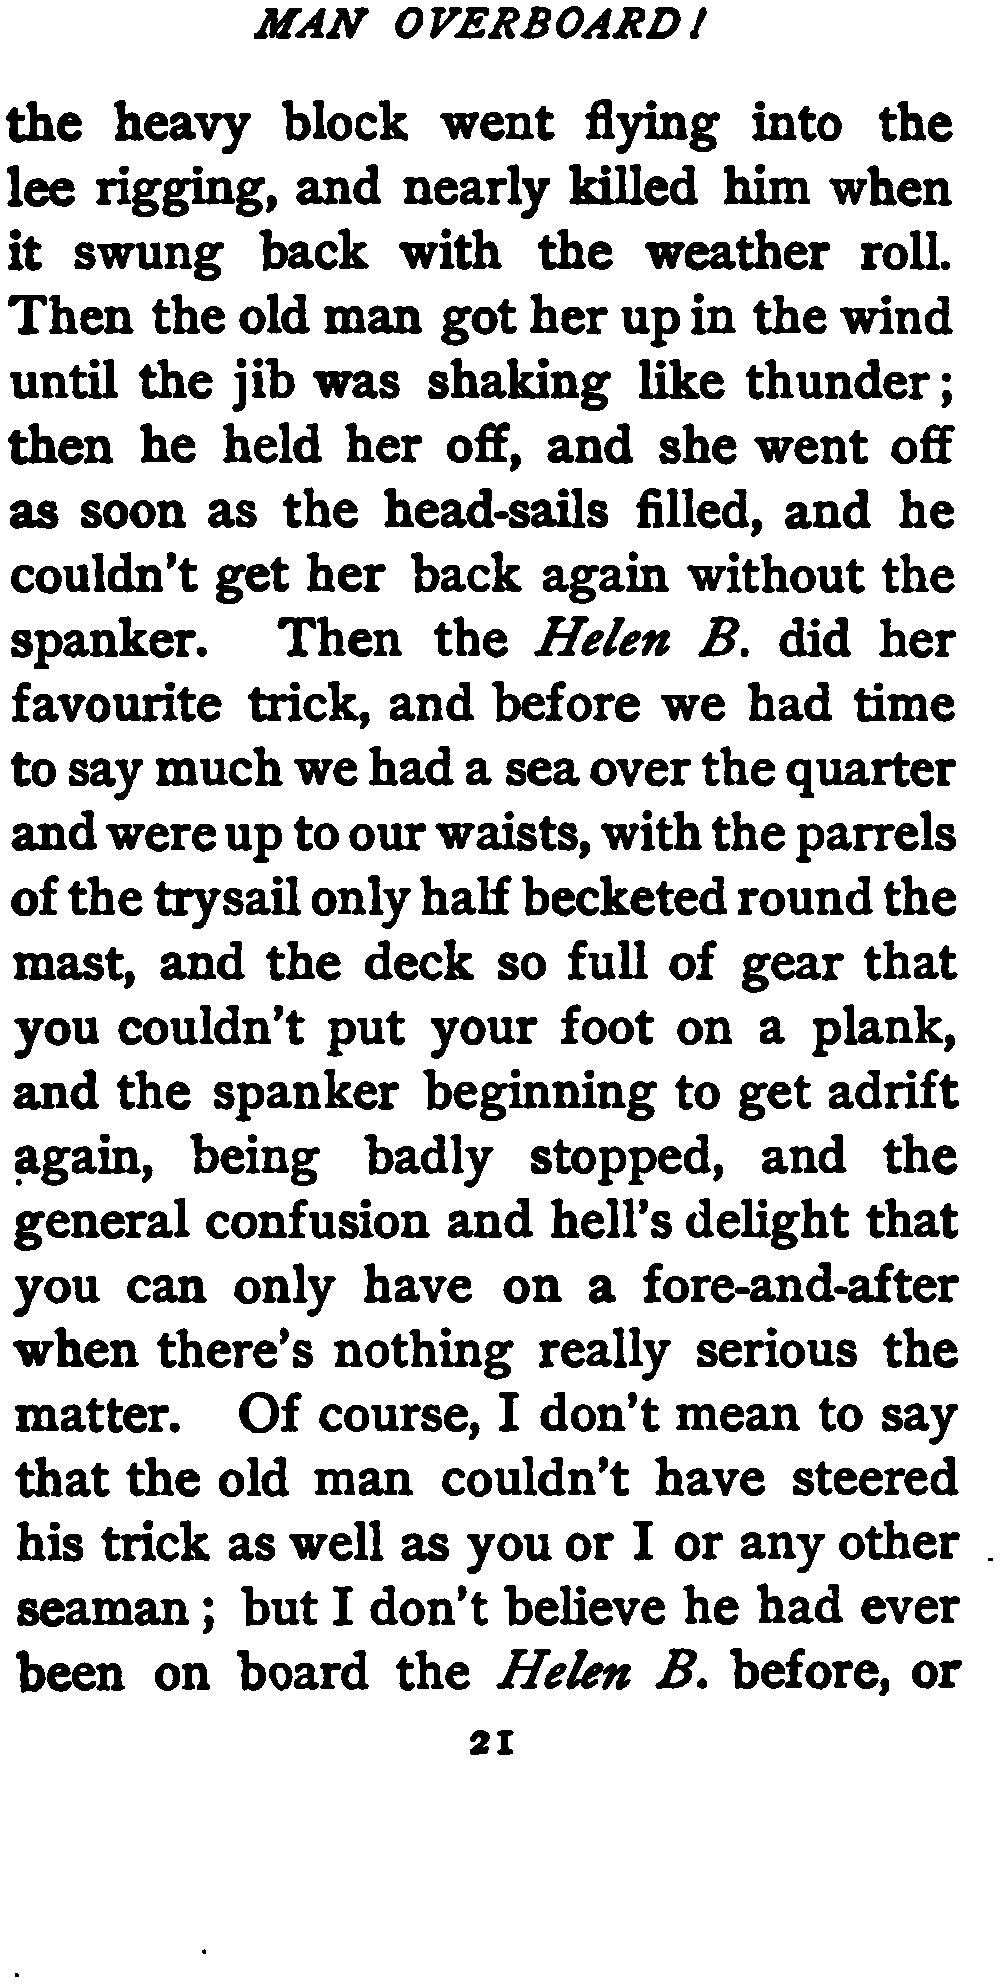 MAN OVERBOARD!
the heavy block went flying into the
lee rigging, and nearly killed him when
it swung back with the weather roll.
Then the old man got her up in the wind
until the jib was shaking like thunder;
then he held her off, and she went off
as soon as the head-sails filled, and he
couldn't get her back again without the
spanker. Then the Helen B. did her
favourite trick, and before we had time
to say much we had a sea over the quarter
and were up to our waists, with the parrels
of the trysail only half becketed round the
mast, and the deck so full of gear that
you couldn't put your foot on a plank,
and the spanker beginning to get adrift
again, being badly stopped, and the
general confusion and hell's delight that
you can only have on a fore-and-after
when there's nothing really serious the
matter. Of course, I don't mean to say
that the old man couldn't have steered
his trick as well as you or I or any other
seaman; but I don't believe he had ever
been on board the Helen B. before, or
21